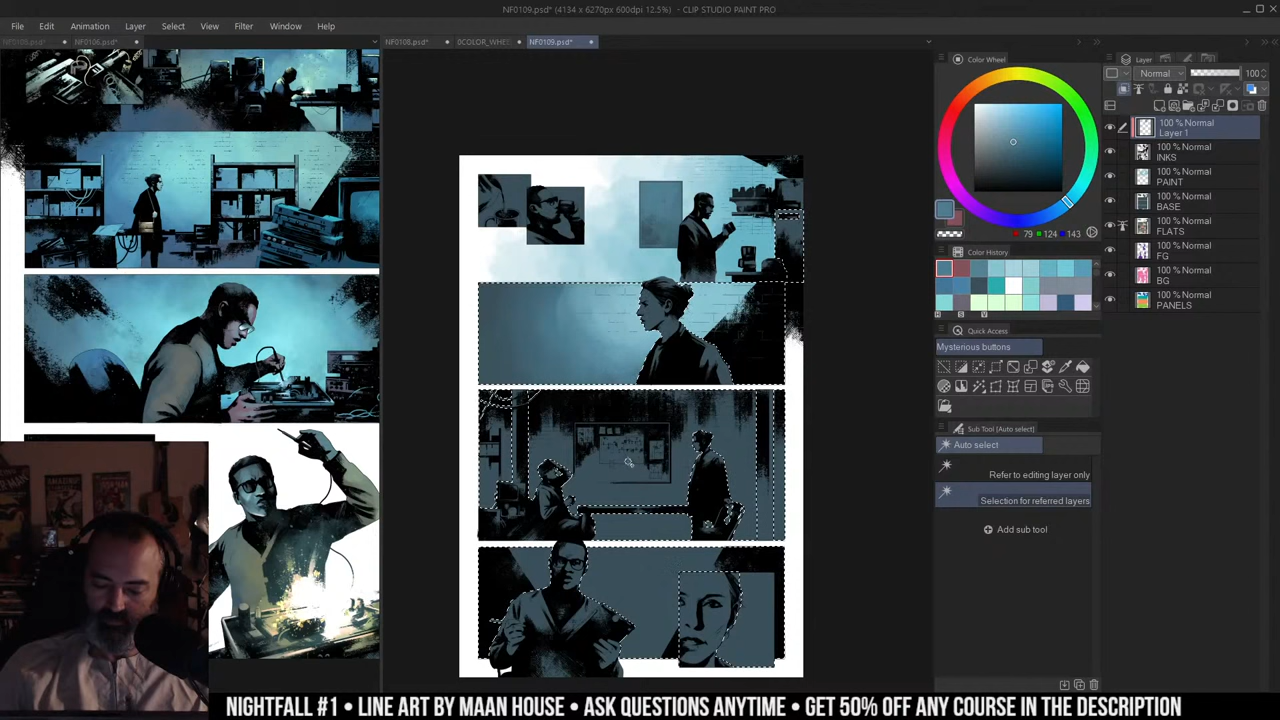 NF0109.psd* (4134 x 6270px 600dpi 12.5%) - CLIP STUDIO PAINT PRO
File Edit Animation Layer Select View Filter Window Help
NF0106.psd*
NF0108.psd*
0COLOR_WHE
NF0109.psd*
Color Wheel
79 124 143
Color History
H S V
Quick Access
Mysterious buttons
Sub Tool [Auto select]
Auto select
Refer to editing layer only
Selection for referred layers
Add sub tool
Layer
Normal 100
100 % Normal
Layer 1
100 % Normal
INKS
100 % Normal
PAINT
100 % Normal
BASE
100 % Normal
FLATS
100 % Normal
FG
100 % Normal
BG
100 % Normal
PANELS
NIGHTFALL #1 • LINE ART BY MAAN HOUSE • ASK QUESTIONS ANYTIME • GET 50% OFF ANY COURSE IN THE DESCRIPTION